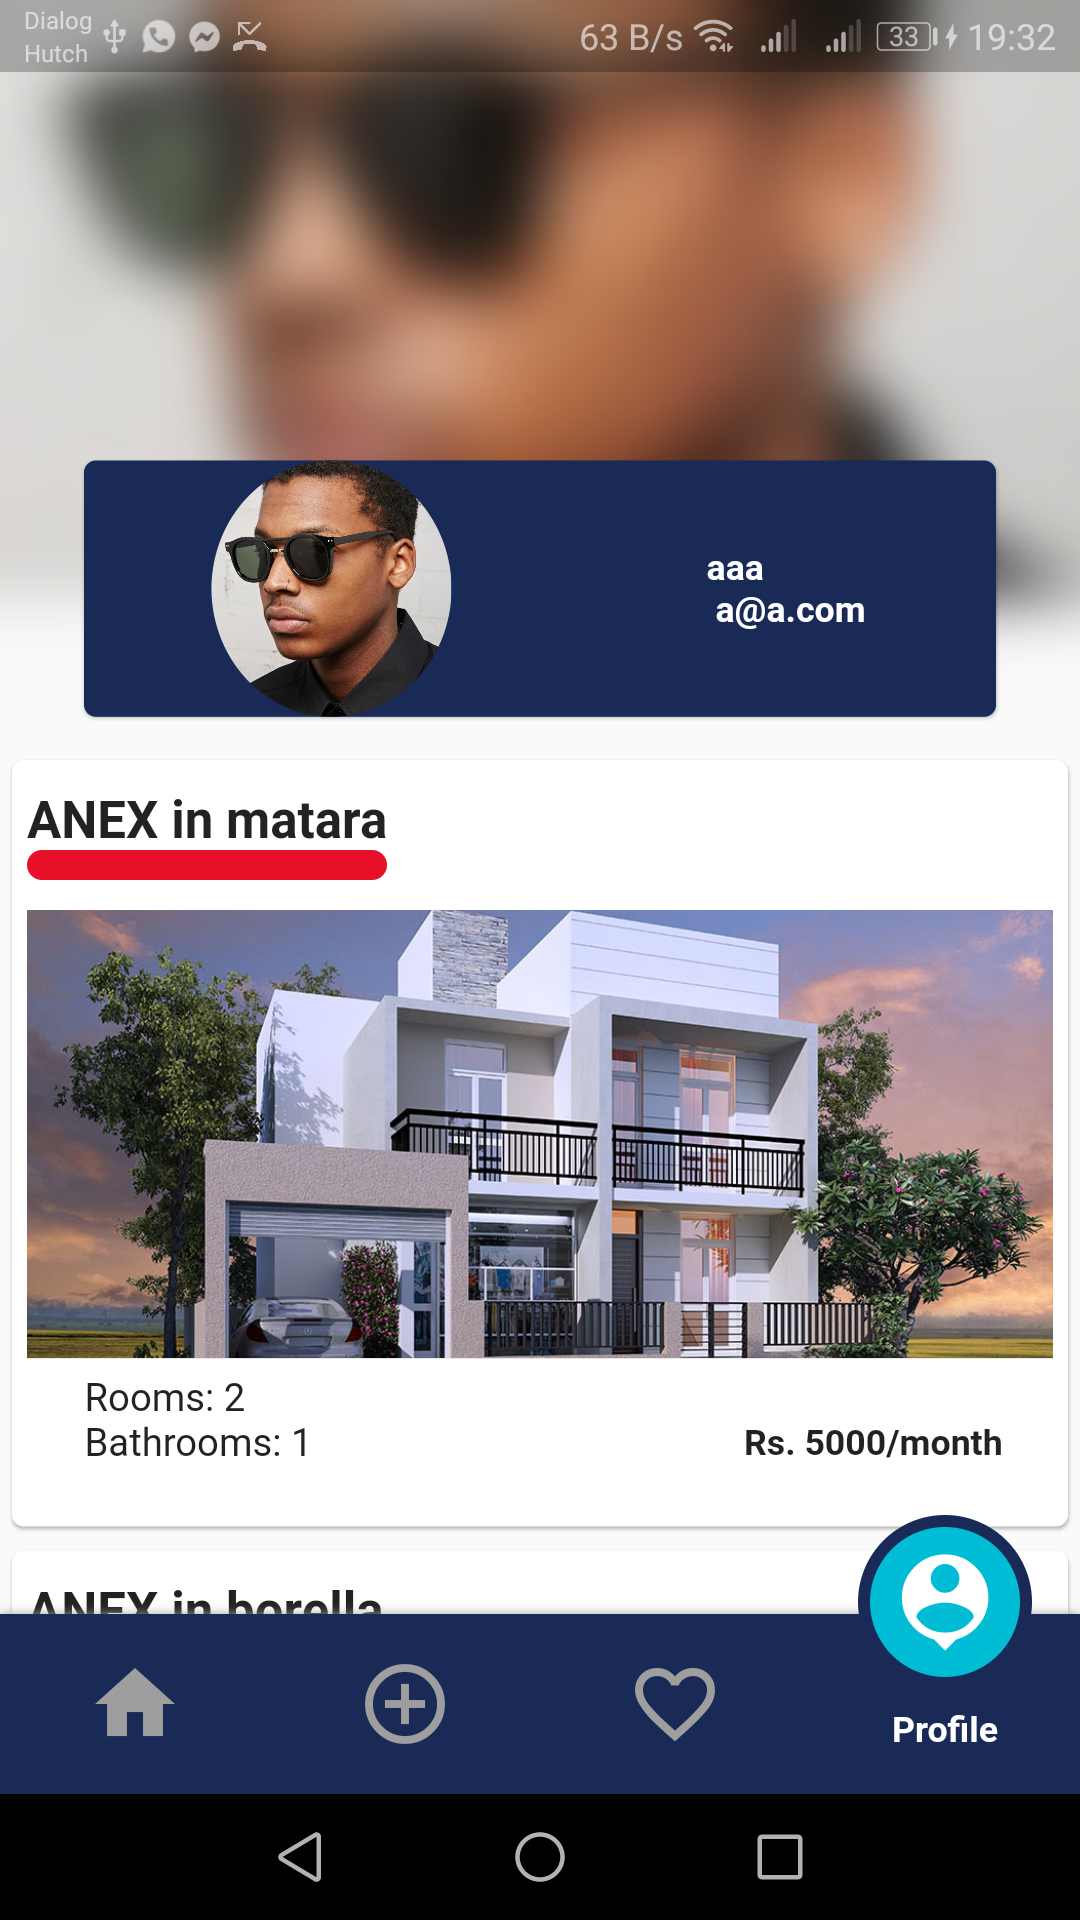 Dialog
Hutch
63 B/s
33
19:32
aaa
a@a.com
ANEX in matara
Rooms: 2
Bathrooms: 1
Rs. 5000/month
ANEX in borella
Profile